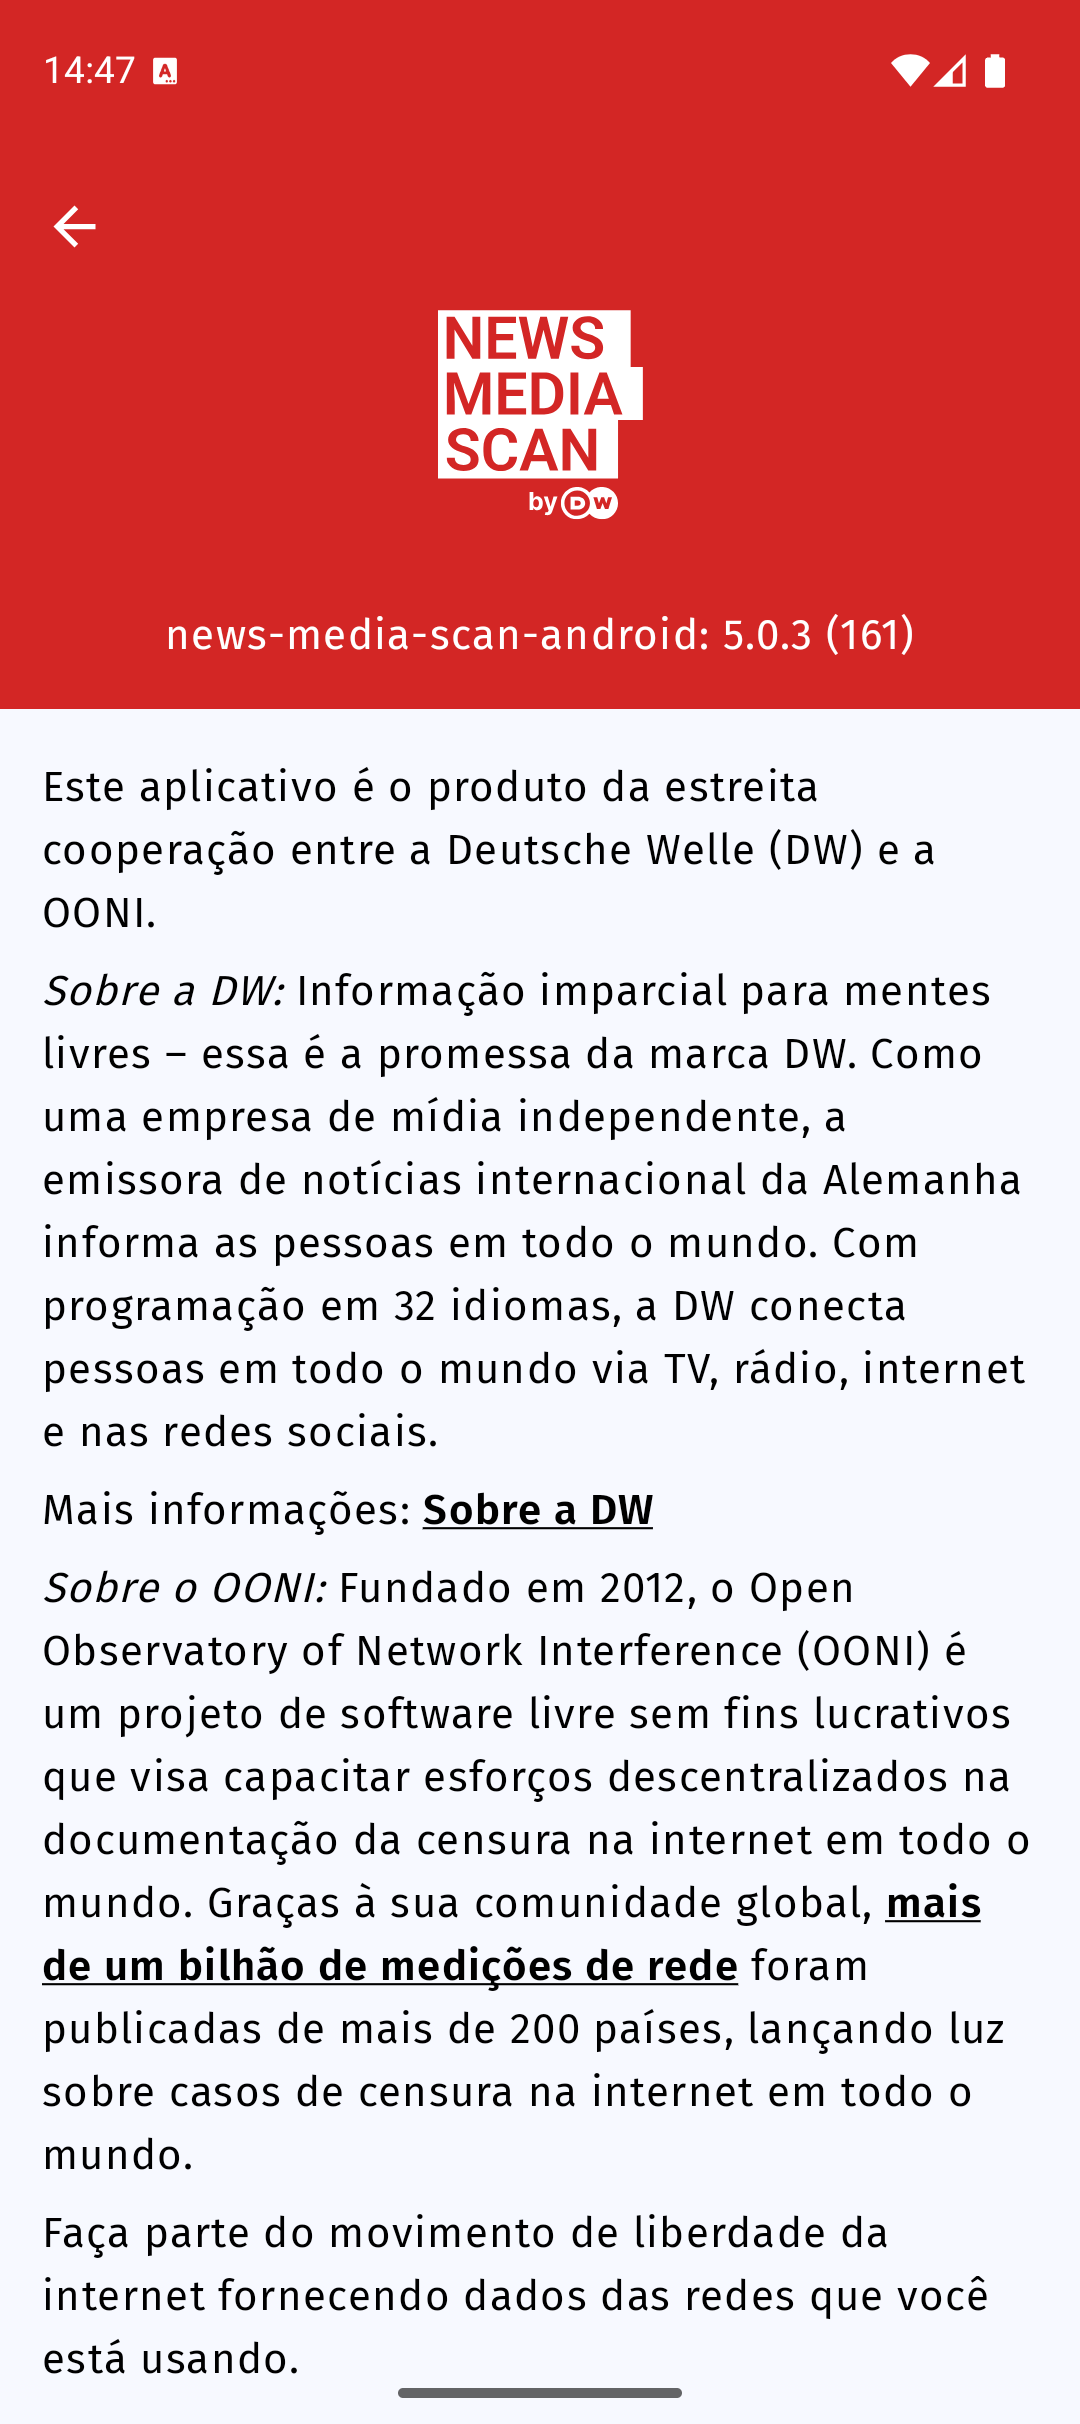 14:47
NEWS
MEDIA
SCAN
by DW
news-media-scan-android: 5.0.3 (161)
Este aplicativo é o produto da estreita
cooperação entre a Deutsche Welle (DW) e a
OONI.
Sobre a DW: Informação imparcial para mentes
livres – essa é a promessa da marca DW. Como
uma empresa de mídia independente, a
emissora de notícias internacional da Alemanha
informa as pessoas em todo o mundo. Com
programação em 32 idiomas, a DW conecta
pessoas em todo o mundo via TV, rádio, internet
e nas redes sociais.
Mais informações: Sobre a DW
Sobre o OONI: Fundado em 2012, o Open
Observatory of Network Interference (OONI) é
um projeto de software livre sem fins lucrativos
que visa capacitar esforços descentralizados na
documentação da censura na internet em todo o
mundo. Graças à sua comunidade global, mais
de um bilhão de medições de rede foram
publicadas de mais de 200 países, lançando luz
sobre casos de censura na internet em todo o
mundo.
Faça parte do movimento de liberdade da
internet fornecendo dados das redes que você
está usando.